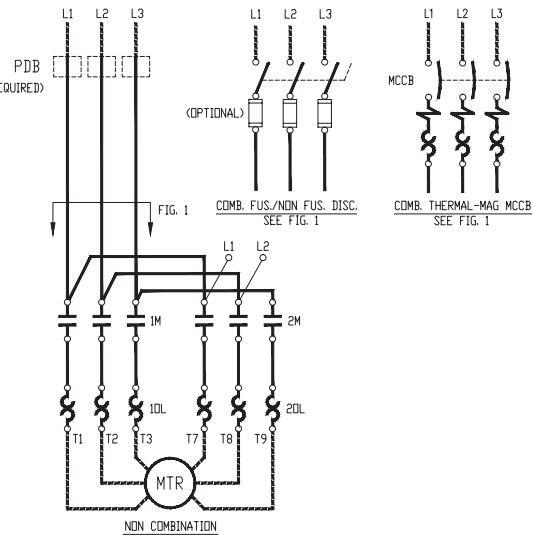 L1 L2 L3
PDB
EQUIRED)
FIG. 1
L1 L2
1M
2M
1OL
2OL
T1 T2 T3 T7 T8 T9
MTR
NON COMBINATION
L1 L2 L3
(OPTIONAL)
COMB. FUS./NON FUS. DISC.
SEE FIG. 1
L1 L2 L3
MCCB
COMB. THERMAL-MAG MCCB
SEE FIG. 1